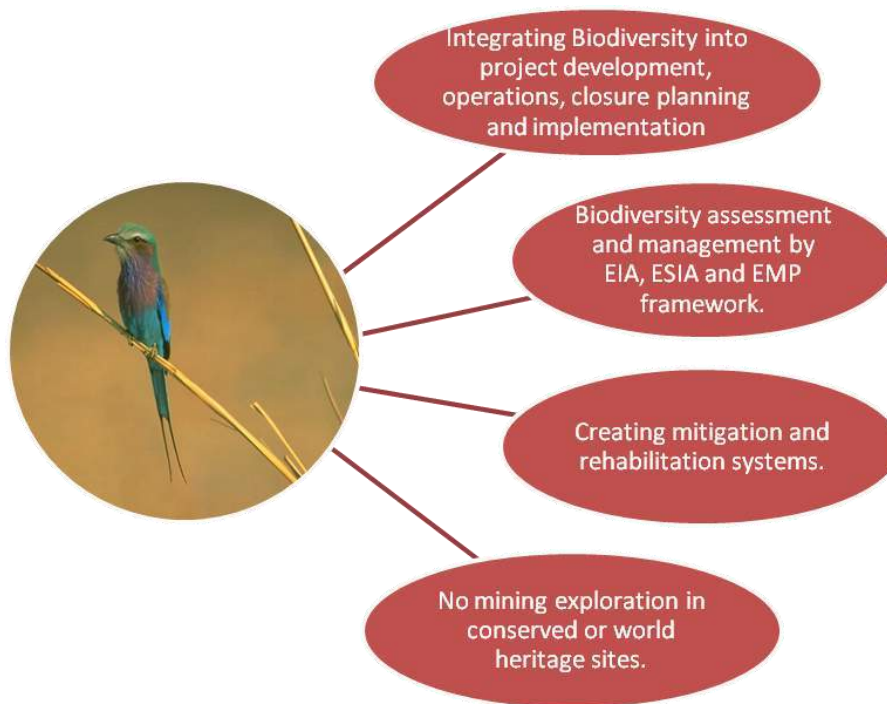 Integrating Biodiversity into
project development,
operations, closure planning
and implementation
Biodiversity assessment
and management by
EIA, ESIA and EMP
framework.
Creating mitigation and
rehabilitation systems.
No mining exploration in
conserved or world
heritage sites.